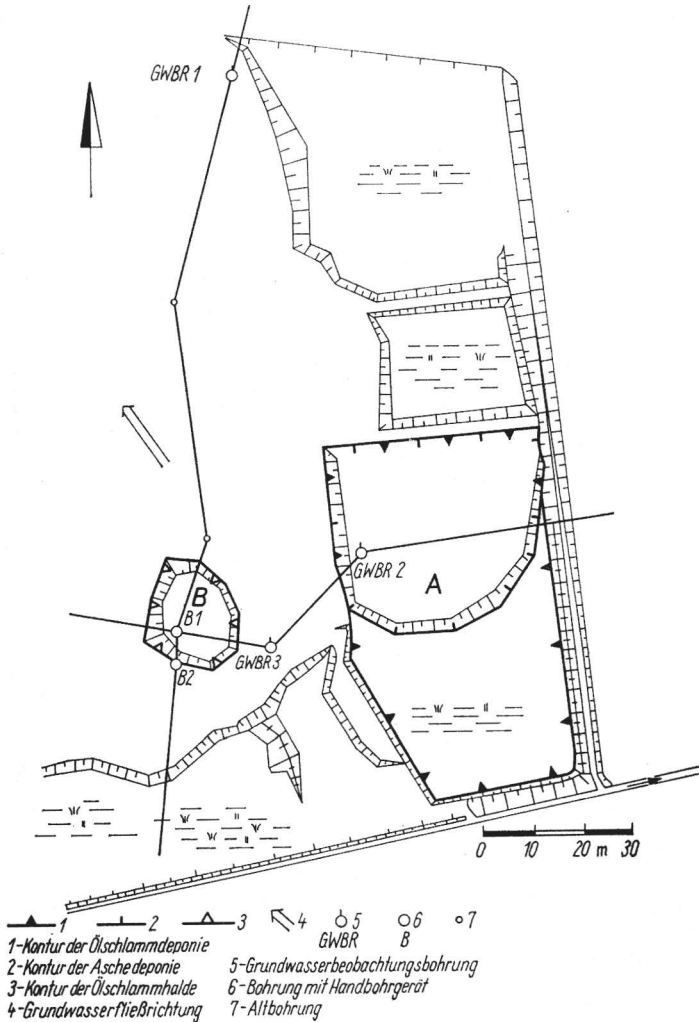 GWBR 1
B
B1
B2
GWBR3
GWBR 2
A
0 10 20 m 30
1 2 3 4 5 6 7
GWBR B
1-Kontur der Ölschlammdeponie
2-Kontur der Aschedeponie 5-Grundwasserbeobachtungsbohrung
3-Kontur der Ölschlammhalde 6-Bohrung mit Handbohrgerät
4-Grundwasserfließrichtung 7-Altbohrung